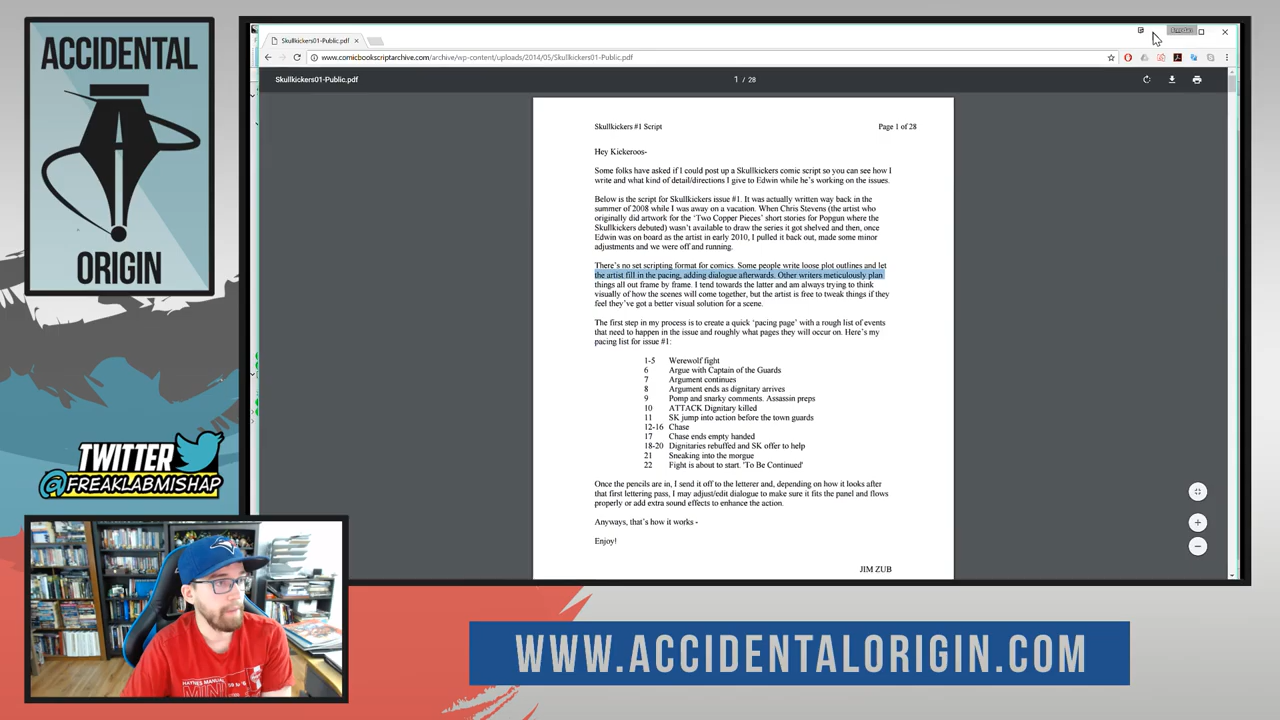 ACCIDENTAL
ORIGIN
TWITTER
@FREAKLABMISHAP
Skullkickers01-Public.pdf
www.comicbookscriptarchive.com/archive/wp-content/uploads/2014/05/Skullkickers01-Public.pdf
Skullkickers01-Public.pdf
1 / 28
Skullkickers #1 Script
Page 1 of 28
Hey Kickeroos-
Some folks have asked if I could post up a Skullkickers comic script so you can see how I
write and what kind of detail/directions I give to Edwin while he's working on the issues.
Below is the script for Skullkickers issue #1. It was actually written way back in the
summer of 2008 while I was away on a vacation. When Chris Stevens (the artist who
originally did artwork for the 'Two Copper Pieces' short stories for Popgun where the
Skullkickers debuted) wasn't available to draw the series it got shelved and then, once
Edwin was on board as the artist in early 2010, I pulled it back out, made some minor
adjustments and we were off and running.
There's no set scripting format for comics. Some people write loose plot outlines and let
the artist fill in the pacing, adding dialogue afterwards. Other writers meticulously plan
things all out frame by frame. I tend towards the latter and am always trying to think
visually of how the scenes will come together, but the artist is free to tweak things if they
feel they've got a better visual solution for a scene.
The first step in my process is to create a quick 'pacing page' with a rough list of events
that need to happen in the issue and roughly what pages they will occur on. Here's my
pacing list for issue #1:
1-5 Werewolf fight
6 Argue with Captain of the Guards
7 Argument continues
8 Argument ends as dignitary arrives
9 Pomp and snarky comments. Assassin preps
10 ATTACK Dignitary killed
11 SK jump into action before the town guards
12-16 Chase
17 Chase ends empty handed
18-20 Dignitaries rebuffed and SK offer to help
21 Sneaking into the morgue
22 Fight is about to start. 'To Be Continued'
Once the pencils are in, I send it off to the letterer and, depending on how it looks after
that first lettering pass, I may adjust/edit dialogue to make sure it fits the panel and flows
properly or add extra sound effects to enhance the action.
Anyways, that's how it works -
Enjoy!
JIM ZUB
HAYNES MANUAL
MINI
WWW.ACCIDENTALORIGIN.COM